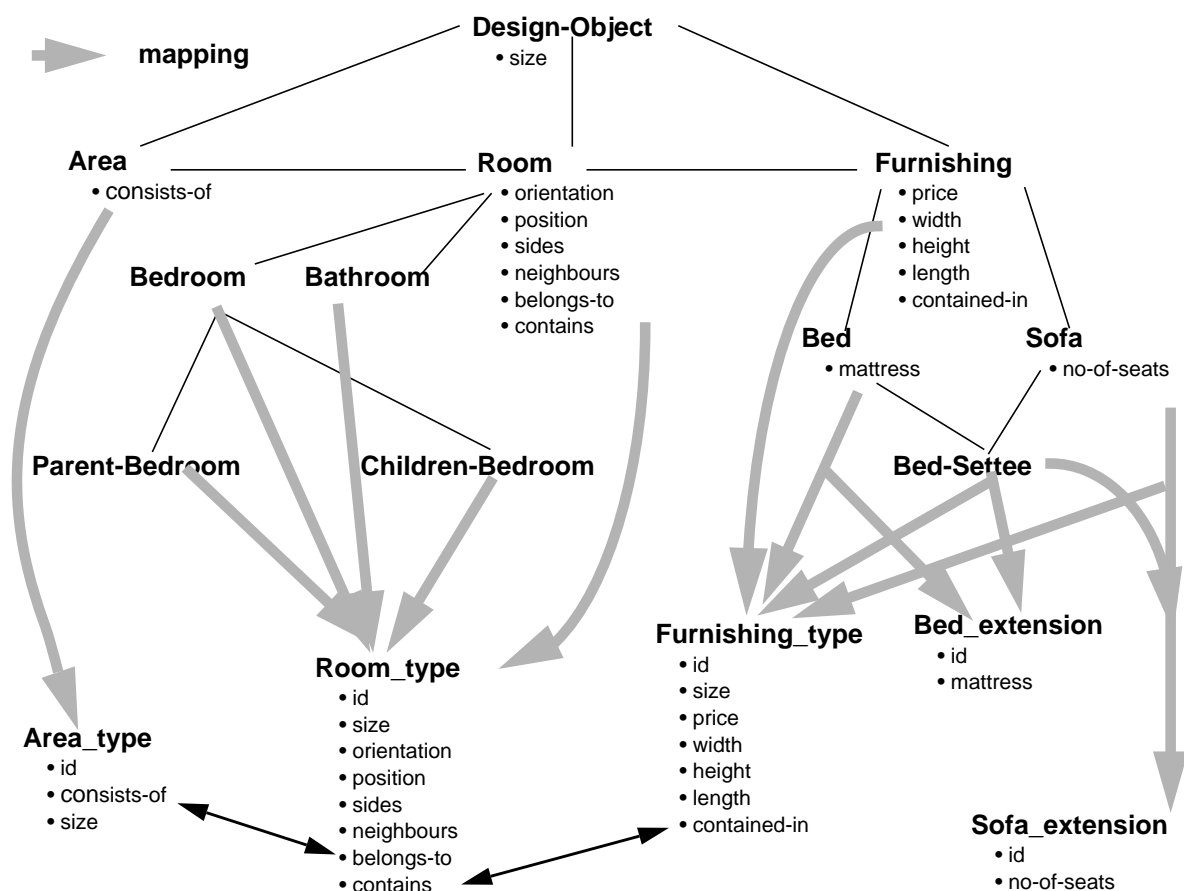 Design-Object
• size
mapping
Area
• consists-of
Room
• orientation
• position
• sides
• neighbours
• belongs-to
• contains
Furnishing
• price
• width
• height
• length
• contained-in
Bedroom
Bathroom
Bed
• mattress
Sofa
• no-of-seats
Parent-Bedroom
Children-Bedroom
Bed-Settee
Area_type
• id
• consists-of
• size
Room_type
• id
• size
• orientation
• position
• sides
• neighbours
• belongs-to
• contains
Furnishing_type
• id
• size
• price
• width
• height
• length
• contained-in
Bed_extension
• id
• mattress
Sofa_extension
• id
• no-of-seats